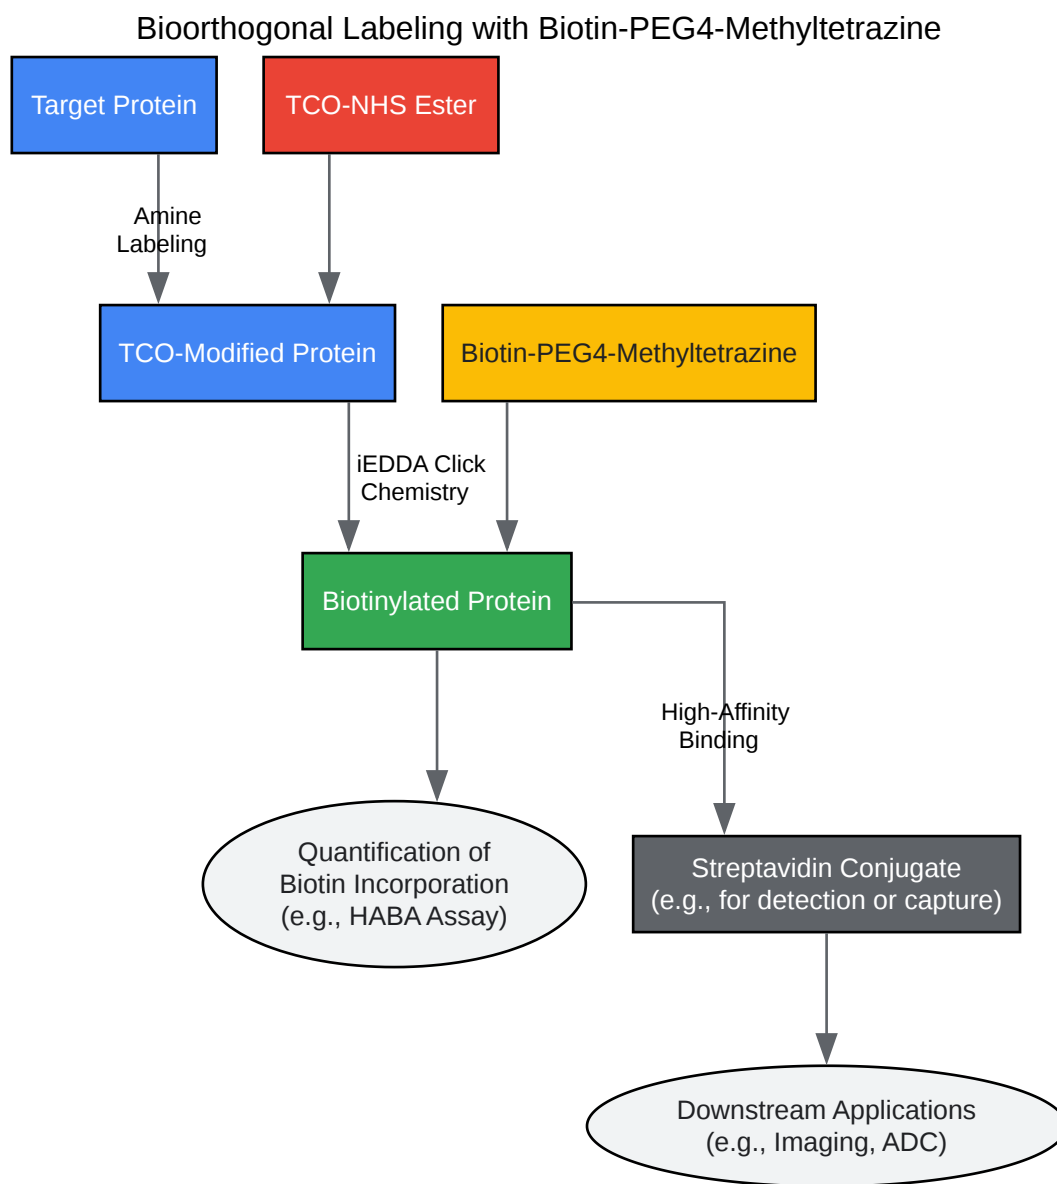 Bioorthogonal Labeling with Biotin-PEG4-Methyltetrazine
Target Protein
TCO-NHS Ester
Amine
Labeling
TCO-Modified Protein
Biotin-PEG4-Methyltetrazine
iEDDA Click
Chemistry
Biotinylated Protein
High-Affinity
Binding
Quantification of
Biotin Incorporation
(e.g., HABA Assay)
Streptavidin Conjugate
(e.g., for detection or capture)
Downstream Applications
(e.g., Imaging, ADC)